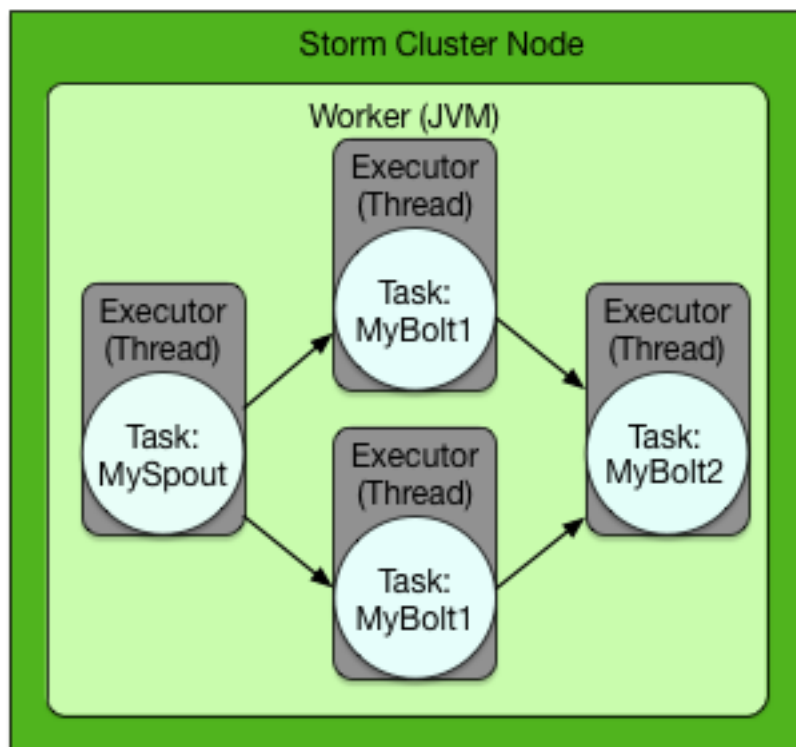 Storm Cluster Node
Worker (JVM)
Executor
(Thread)
Task:
MyBolt1
Executor
(Thread)
Task:
MySpout
Executor
(Thread)
Task:
MyBolt2
Executor
(Thread)
Task:
MyBolt1